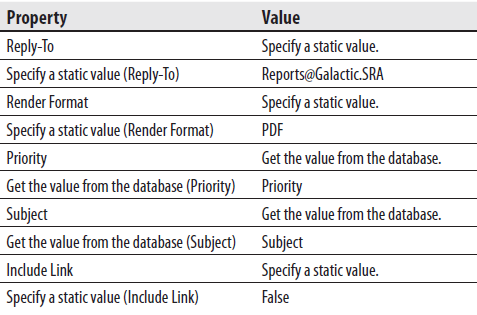 Property Value
Reply-To Specify a static value.
Specify a static value (Reply-To) Reports@Galactic.SRA
Render Format Specify a static value.
Specify a static value (Render Format) PDF
Priority Get the value from the database.
Get the value from the database (Priority) Priority
Subject Get the value from the database.
Get the value from the database (Subject) Subject
Include Link Specify a static value.
Specify a static value (Include Link) False